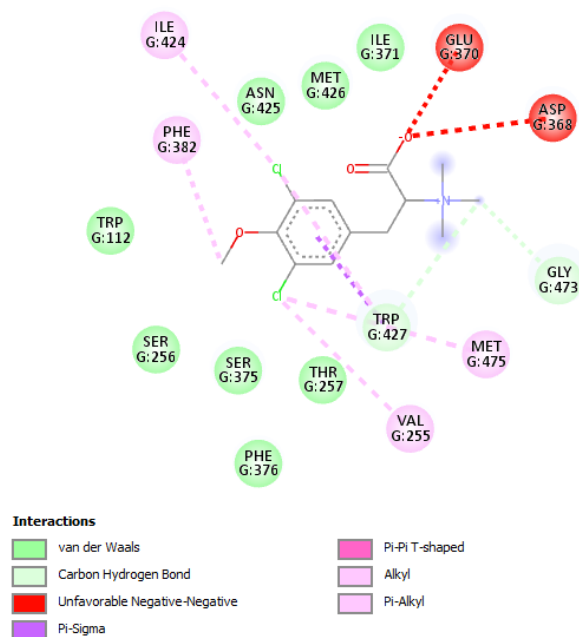 ILE
G:424
ILE
G:371
GLU
G:370
MET
G:426
ASN
G:425
ASP
G:368
PHE
G:382
Cl
O
-O
N
TRP
G:112
O
Cl
GLY
G:473
TRP
G:427
SER
G:256
SER
G:375
THR
G:257
MET
G:475
VAL
G:255
PHE
G:376
Interactions
van der Waals
Carbon Hydrogen Bond
Unfavorable Negative-Negative
Pi-Sigma
Pi-Pi T-shaped
Alkyl
Pi-Alkyl